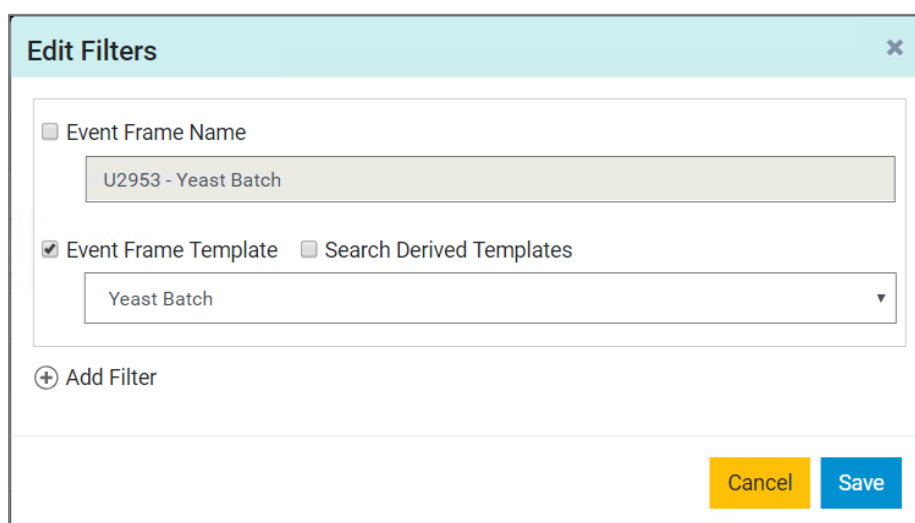 Edit Filters ×
Event Frame Name
U2953 - Yeast Batch
Event Frame Template Search Derived Templates
Yeast Batch
Add Filter
Cancel Save